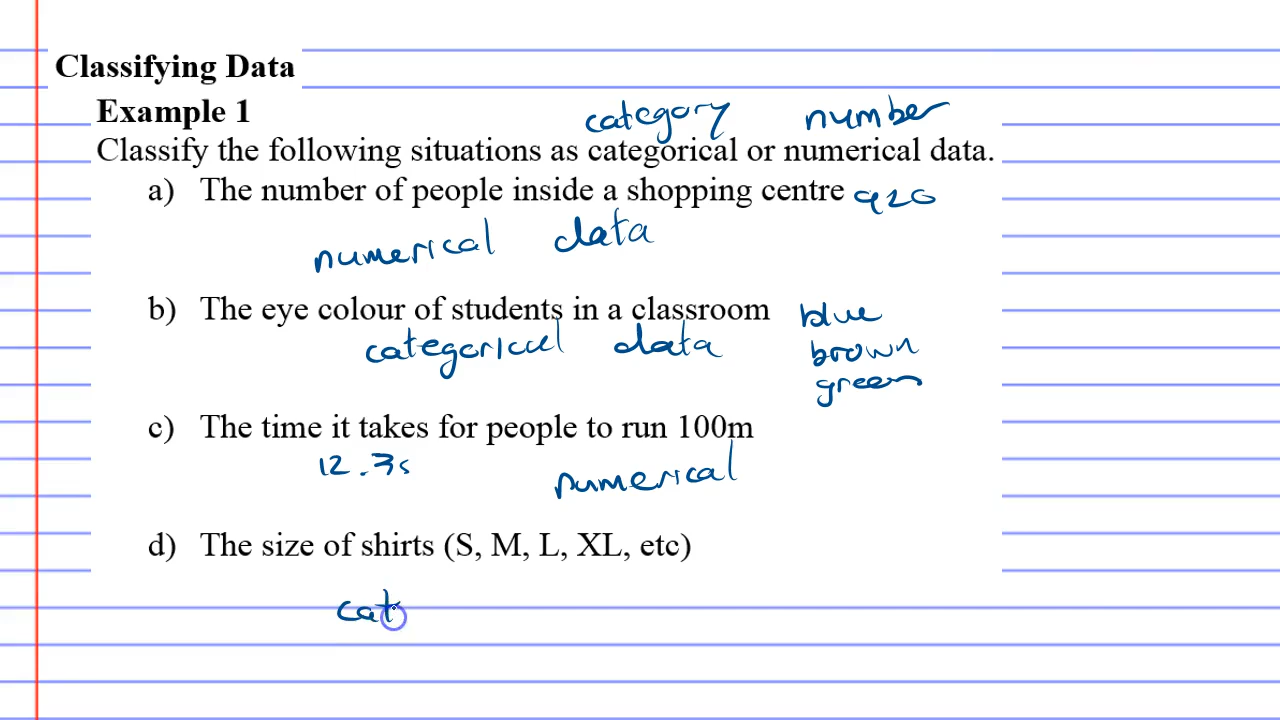 Classifying Data
Example 1
category number
Classify the following situations as categorical or numerical data.
a) The number of people inside a shopping centre 920
numerical data
b) The eye colour of students in a classroom blue
categorical data brown
green
c) The time it takes for people to run 100m
12.3s numerical
d) The size of shirts (S, M, L, XL, etc)
cat